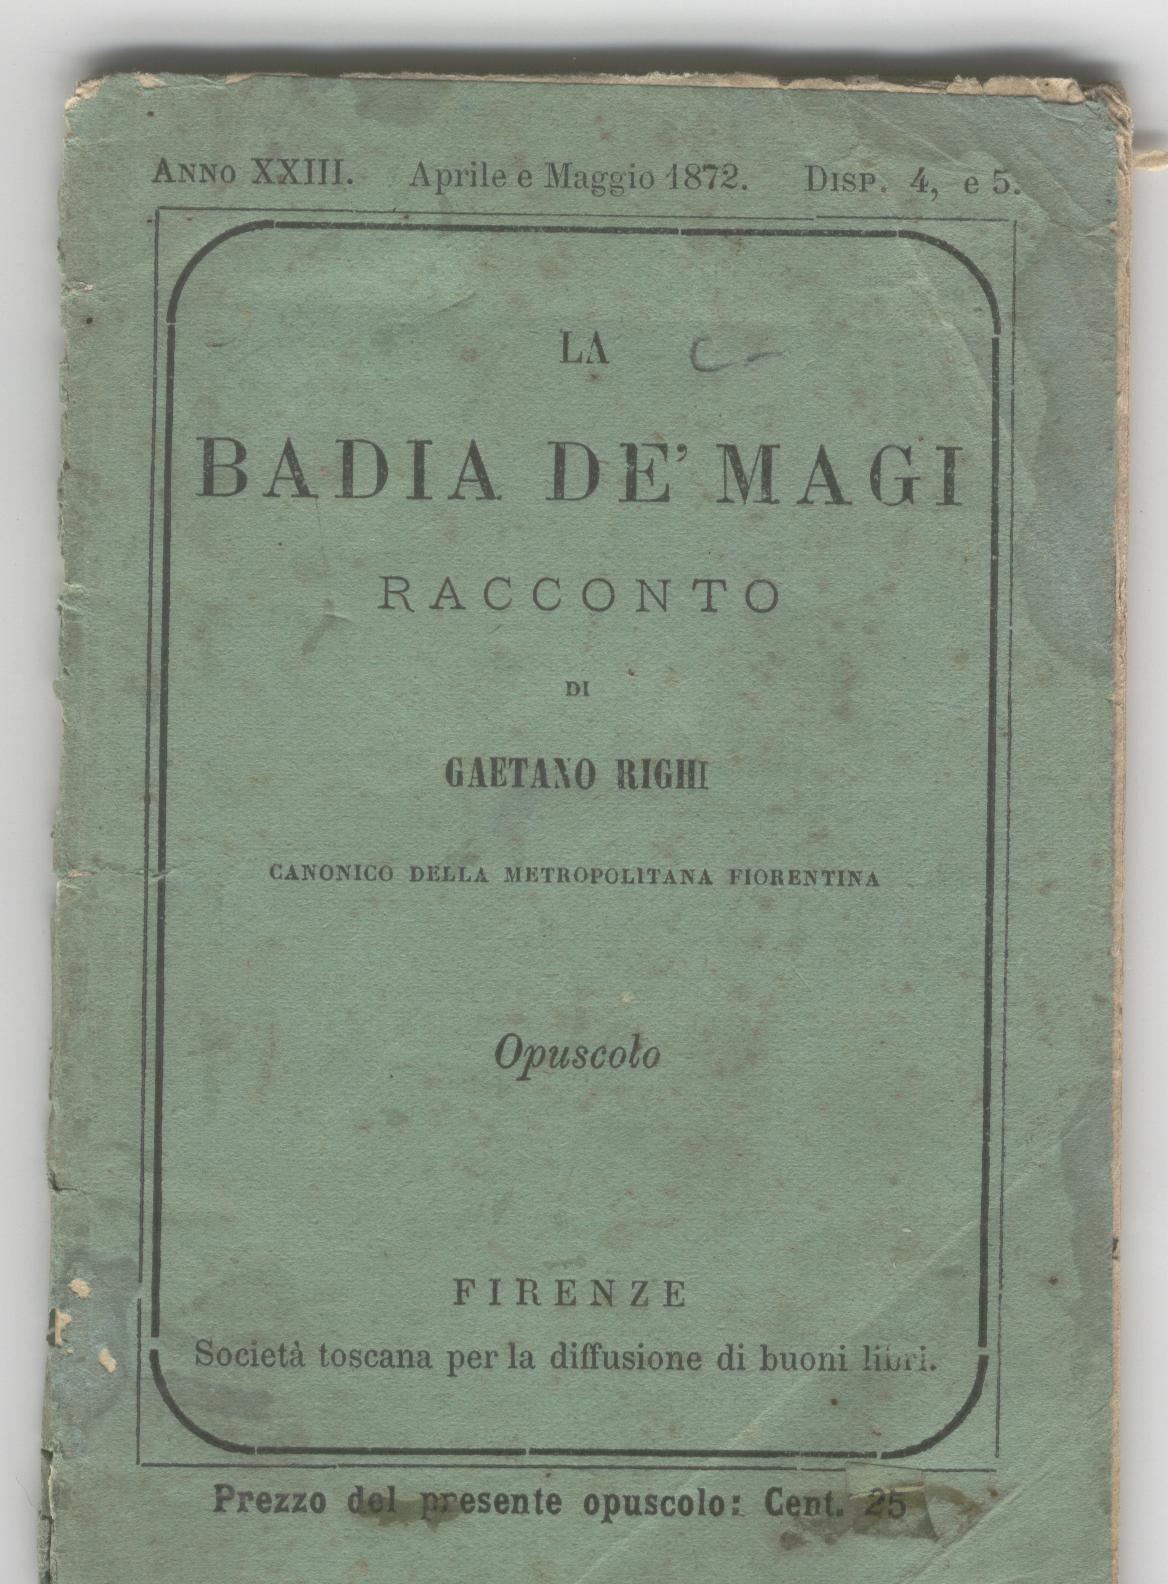 ANNO XXIII. Aprile e Maggio 1872. DISP. 4, e 5.
LA
BADIA DE' MAGI
RACCONTO
DI
GAETANO RIGHI
CANONICO DELLA METROPOLITANA FIORENTINA
Opuscolo
FIRENZE
Società toscana per la diffusione di buoni libri.
Prezzo del presente opuscolo: Cent. 25